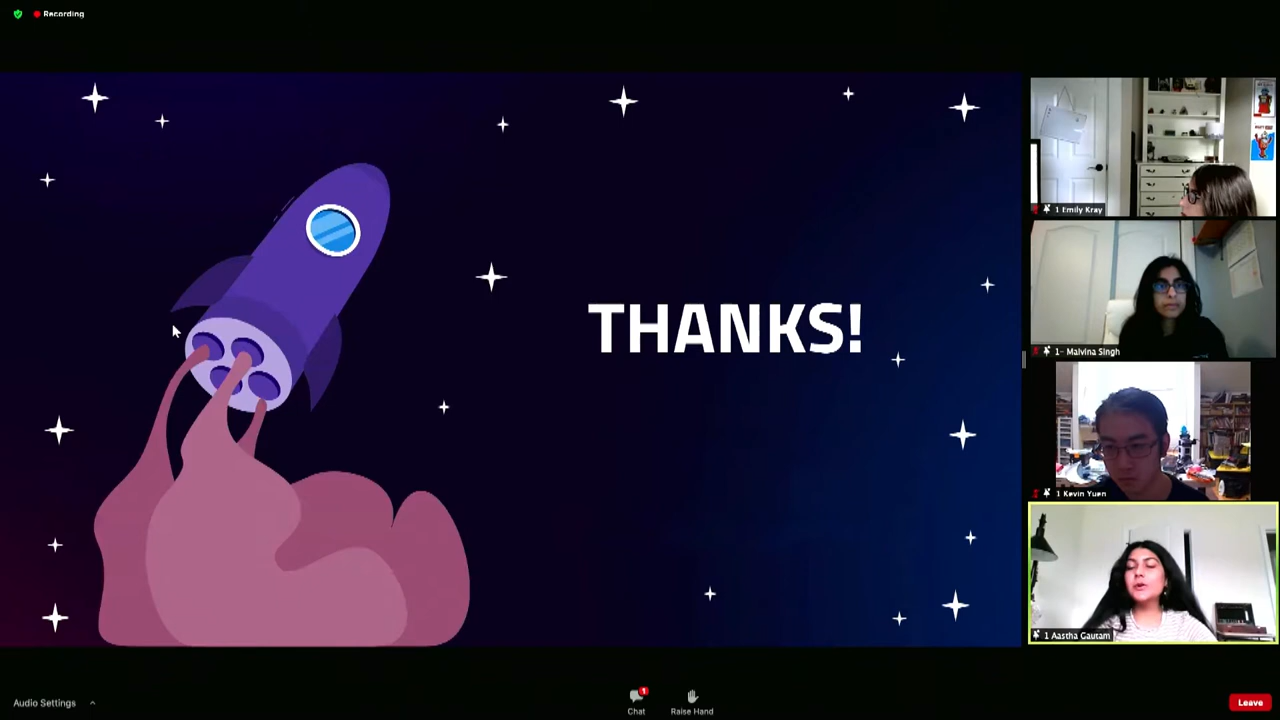 Recording
THANKS!
1 Emily Kray
1- Malvina Singh
1 Kevin Yuen
1 Aastha Gautam
Audio Settings
1
Chat
Raise Hand
Leave